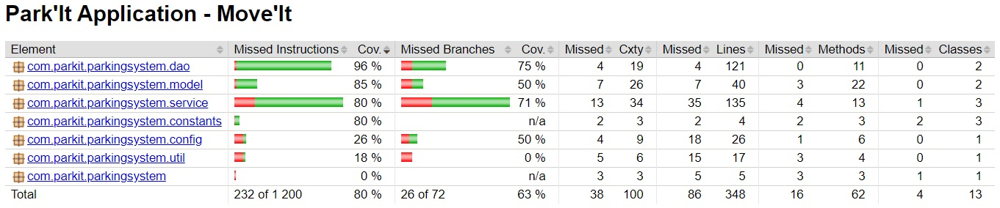 Park'It Application - Move'It
Element Missed Instructions Cov. Missed Branches Cov. Missed Cxty Missed Lines Missed Methods Missed Classes
com.parkit.parkingsystem.dao 96 % 75 % 4 19 4 121 0 11 0 2
com.parkit.parkingsystem.model 85 % 50 % 7 26 7 40 3 22 0 2
com.parkit.parkingsystem.service 80 % 71 % 13 34 35 135 4 13 1 3
com.parkit.parkingsystem.constants 80 % n/a 2 3 2 4 2 3 2 3
com.parkit.parkingsystem.config 26 % 50 % 4 9 18 26 1 6 0 1
com.parkit.parkingsystem.util 18 % 0 % 5 6 15 17 3 4 0 1
com.parkit.parkingsystem 0 % n/a 3 3 5 5 3 3 1 1
Total 232 of 1 200 80 % 26 of 72 63 % 38 100 86 348 16 62 4 13